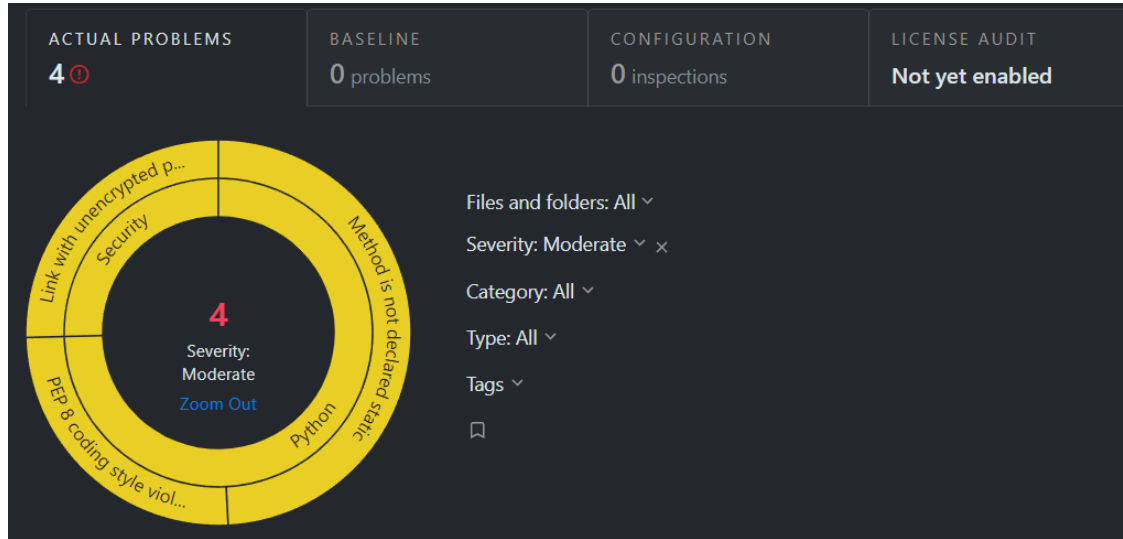 ACTUAL PROBLEMS
4
BASELINE
0 problems
CONFIGURATION
0 inspections
LICENSE AUDIT
Not yet enabled
Link with unencrypted p...
Security
Method is not declared static
Python
PEP 8 coding style viol...
4
Severity:
Moderate
Zoom Out
Files and folders: All
Severity: Moderate
Category: All
Type: All
Tags